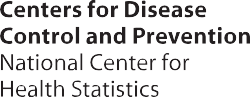 Centers for Disease
Control and Prevention
National Center for
Health Statistics